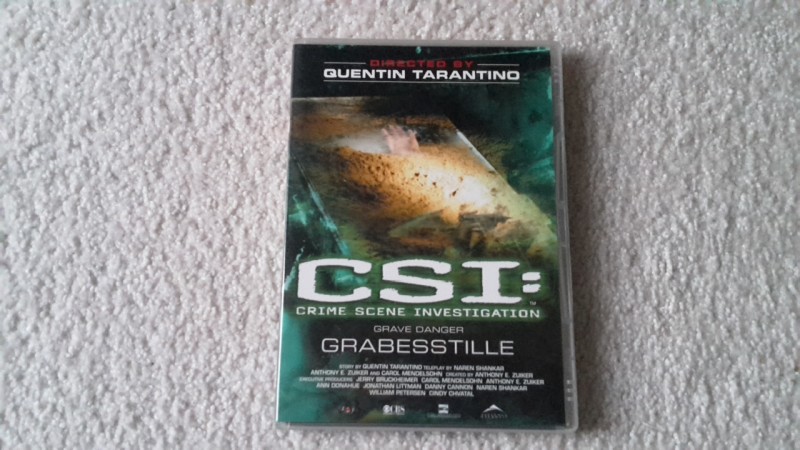 DIRECTED BY
QUENTIN TARANTINO
CSI:
TM
CRIME SCENE INVESTIGATION
GRAVE DANGER
GRABESSTILLE
STORY BY QUENTIN TARANTINO TELEPLAY BY NAREN SHANKAR
ANTHONY E. ZUIKER AND CAROL MENDELSOHN CREATED BY ANTHONY E. ZUIKER
EXECUTIVE PRODUCERS JERRY BRUCKHEIMER CAROL MENDELSOHN ANTHONY E. ZUIKER
ANN DONAHUE JONATHAN LITTMAN DANNY CANNON NAREN SHANKAR
WILLIAM PETERSEN CINDY CHVATAL
CBS